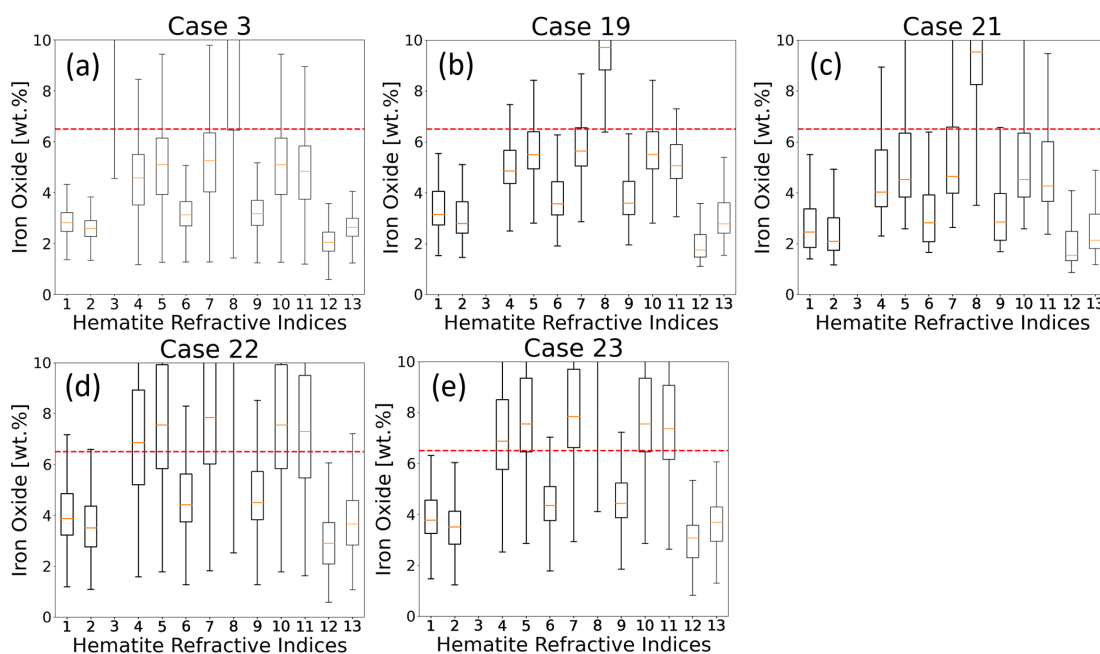 Case 3
(a)
Iron Oxide [wt.%]
10
8
6
4
2
0
1 2 3 4 5 6 7 8 9 10 11 12 13
Hematite Refractive Indices
Case 19
(b)
Iron Oxide [wt.%]
10
8
6
4
2
0
1 2 3 4 5 6 7 8 9 10 11 12 13
Hematite Refractive Indices
Case 21
(c)
Iron Oxide [wt.%]
10
8
6
4
2
0
1 2 3 4 5 6 7 8 9 10 11 12 13
Hematite Refractive Indices
Case 22
(d)
Iron Oxide [wt.%]
10
8
6
4
2
0
1 2 3 4 5 6 7 8 9 10 11 12 13
Hematite Refractive Indices
Case 23
(e)
Iron Oxide [wt.%]
10
8
6
4
2
0
1 2 3 4 5 6 7 8 9 10 11 12 13
Hematite Refractive Indices